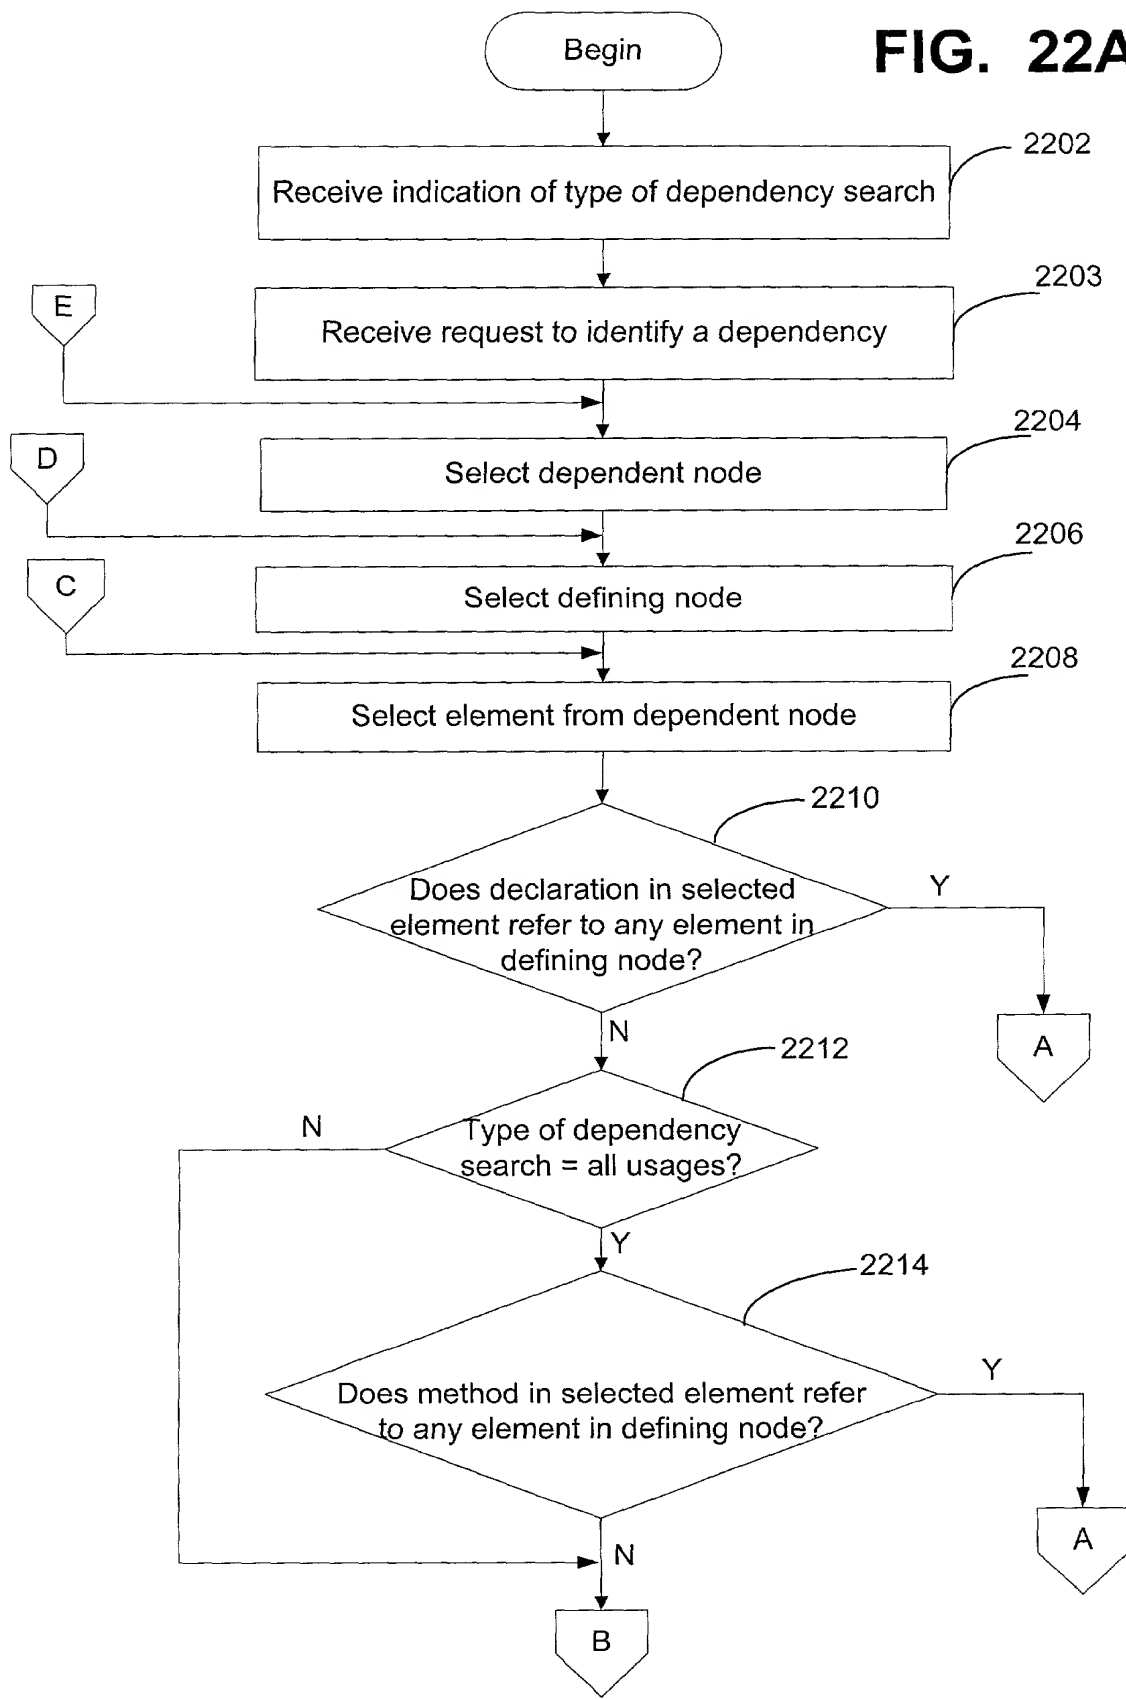 Begin
FIG. 22A
2202
Receive indication of type of dependency search
2203
E
Receive request to identify a dependency
2204
D
Select dependent node
2206
C
Select defining node
2208
Select element from dependent node
2210
Does declaration in selected
element refer to any element in
defining node?
Y
A
N
2212
N
Type of dependency
search = all usages?
Y
2214
Does method in selected element refer
to any element in defining node?
Y
A
N
B